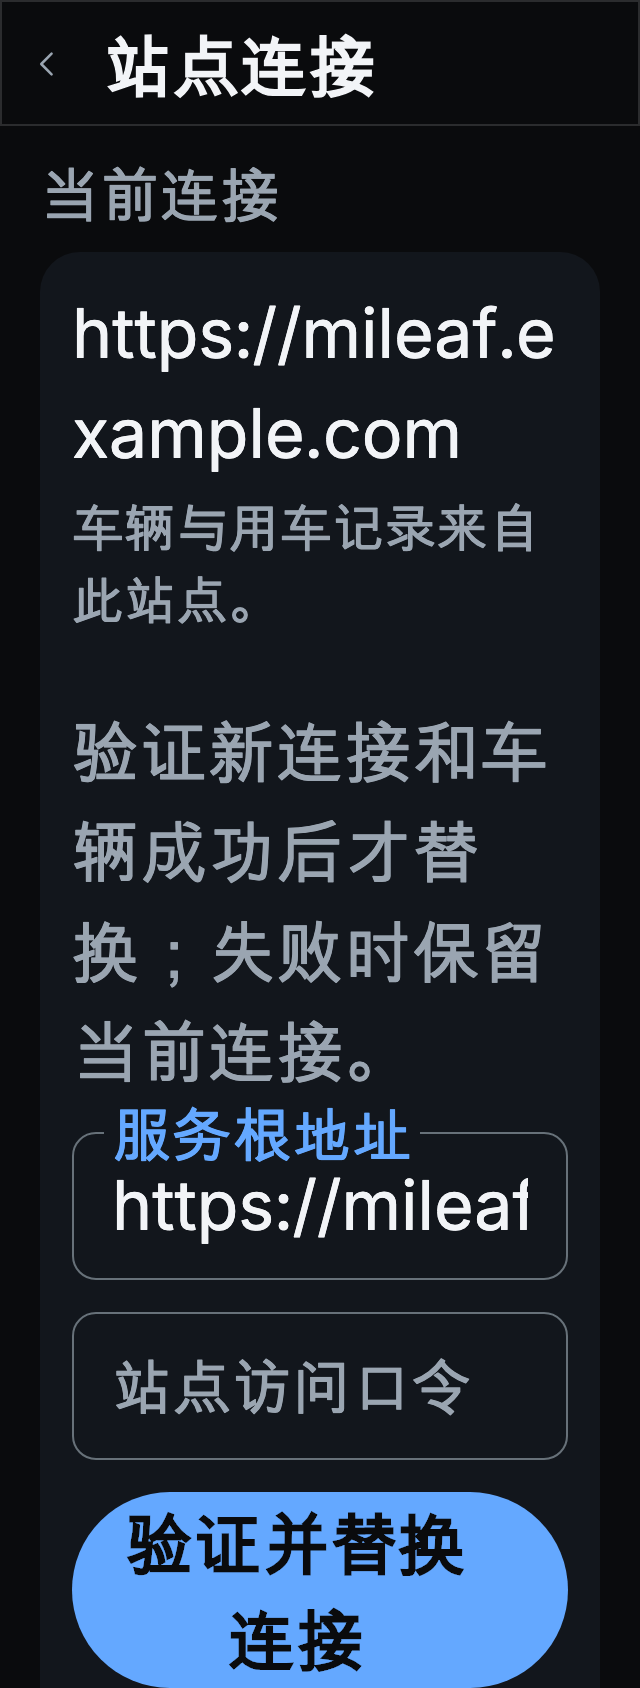 站点连接
当前连接
https://mileaf.e
xample.com
车辆与用车记录来自
此站点。
验证新连接和车
辆成功后才替
换；失败时保留
当前连接。
服务根地址
https://mileaf
站点访问口令
验证并替换
连接